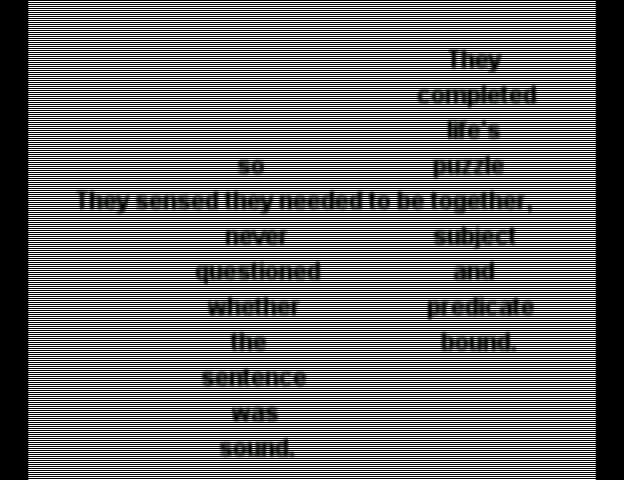 They
completed
life's
so puzzle
They sensed they needed to be together,
never subject
questioned and
whether predicate
the bound.
sentence
was
sound.